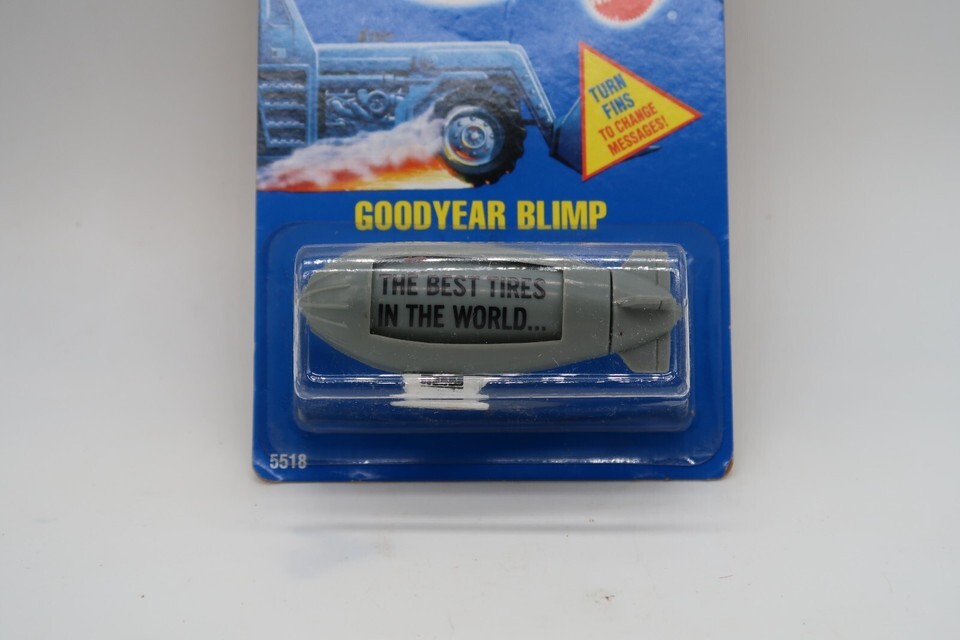 TURN
FINS
TO CHANGE
MESSAGES!
GOODYEAR BLIMP
THE BEST TIRES
IN THE WORLD...
5518